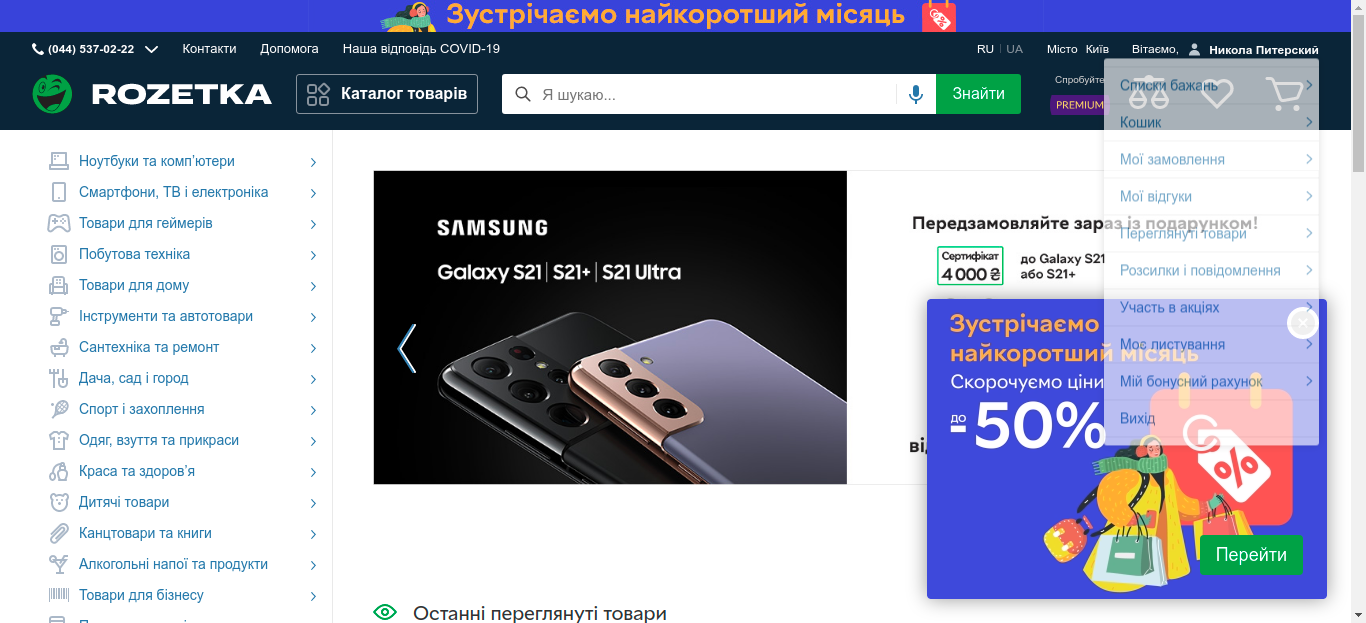 Зустрічаємо найкоротший місяць
(044) 537-02-22
Контакти
Допомога
Наша відповідь COVID-19
RU | UA
Місто Київ
Вітаємо, Никола Питерский
ROZETKA
Каталог товарів
Я шукаю...
Знайти
Спробуйте
PREMIUM
Списки бажань
Кошик
Мої замовлення
Мої відгуки
Переглянуті товари
Розсилки і повідомлення
Участь в акціях
Моє листування
Мій бонусний рахунок
Вихід
Ноутбуки та комп'ютери
Смартфони, ТВ і електроніка
Товари для геймерів
Побутова техніка
Товари для дому
Інструменти та автотовари
Сантехніка та ремонт
Дача, сад і город
Спорт і захоплення
Одяг, взуття та прикраси
Краса та здоров'я
Дитячі товари
Канцтовари та книги
Алкогольні напої та продукти
Товари для бізнесу
SAMSUNG
Galaxy S21 | S21+ | S21 Ultra
Передзамовляйте зараз із подарунком!
Сертифікат
4 000 ₴
до Galaxy S21
або S21+
Зустрічаємо
найкоротший місяць
Скорочуємо ціни
до
-50%
%
Перейти
Останні переглянуті товари